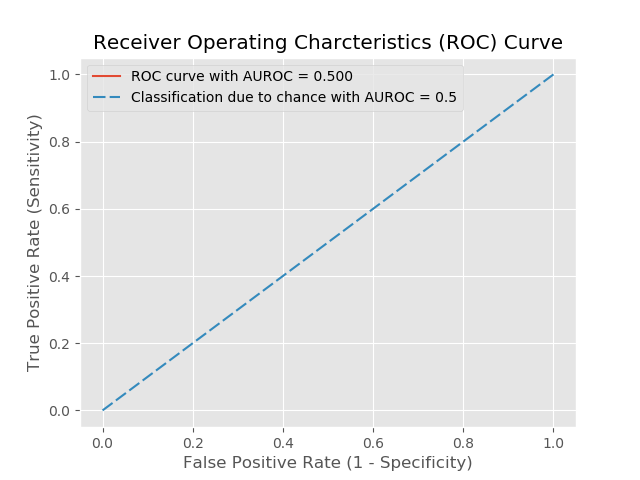 Receiver Operating Charcteristics (ROC) Curve
ROC curve with AUROC = 0.500
Classification due to chance with AUROC = 0.5
1.0
0.8
0.6
0.4
0.2
0.0
True Positive Rate (Sensitivity)
0.0 0.2 0.4 0.6 0.8 1.0
False Positive Rate (1 - Specificity)